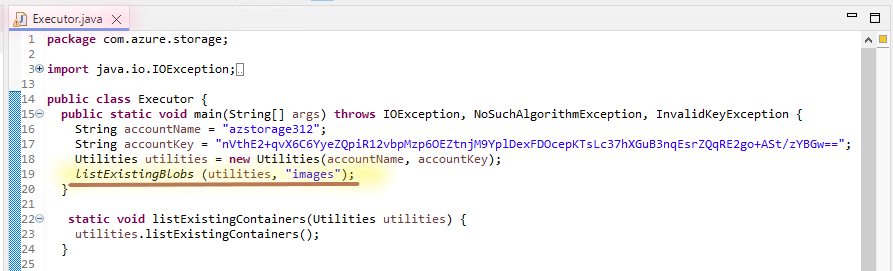 Executor.java
1 package com.azure.storage;
2
3 import java.io.IOException;
13
14 public class Executor {
15 public static void main(String[] args) throws IOException, NoSuchAlgorithmException, InvalidKeyException {
16 String accountName = "azstorage312";
17 String accountKey = "nVthE2+qvX6C6YyeZQpiR12vbpMzp6OEZtnjM9YplDexFDOcepKTsLc37hXGuB3nqEsrZQqRE2go+ASt/zYBGw==";
18 Utilities utilities = new Utilities(accountName, accountKey);
19 listExistingBlobs (utilities, "images");
20 }
21
22 static void listExistingContainers(Utilities utilities) {
23 utilities.listExistingContainers();
24 }
25